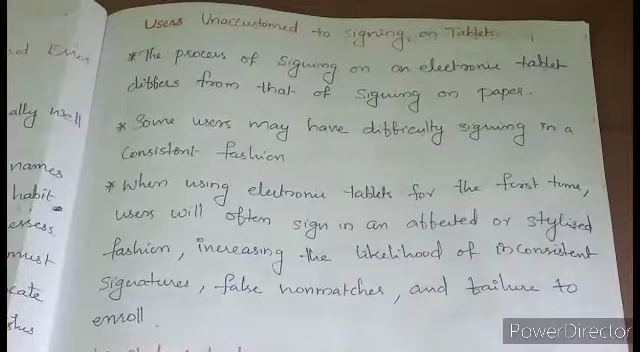 Users Unaccustomed to signing on Tablets.
* The process of signing on an electronic tablet
differs from that of signing on paper.
* Some users may have difficulty signing in a
consistent fashion
* When using electronic tablets for the first time,
users will often sign in an affected or stylized
fashion, increasing the likelihood of inconsistent
signatures, false nonmatches, and failure to
enroll.
Error
ally well
names
habit
must
PowerDirector